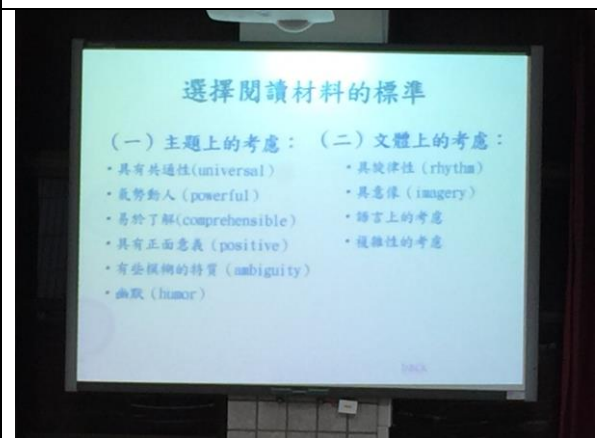 選擇閱讀材料的標準
（一）主題上的考慮：
・具有共通性(universal)
・氣勢動人（powerful）
・易於了解(comprehensible)
・具有正面意義（positive）
・有些模糊的特質（ambiguity）
・幽默（humor）
（二）文體上的考慮：
・具旋律性（rhythm）
・具意像（imagery）
・語言上的考慮
・複雜性的考慮